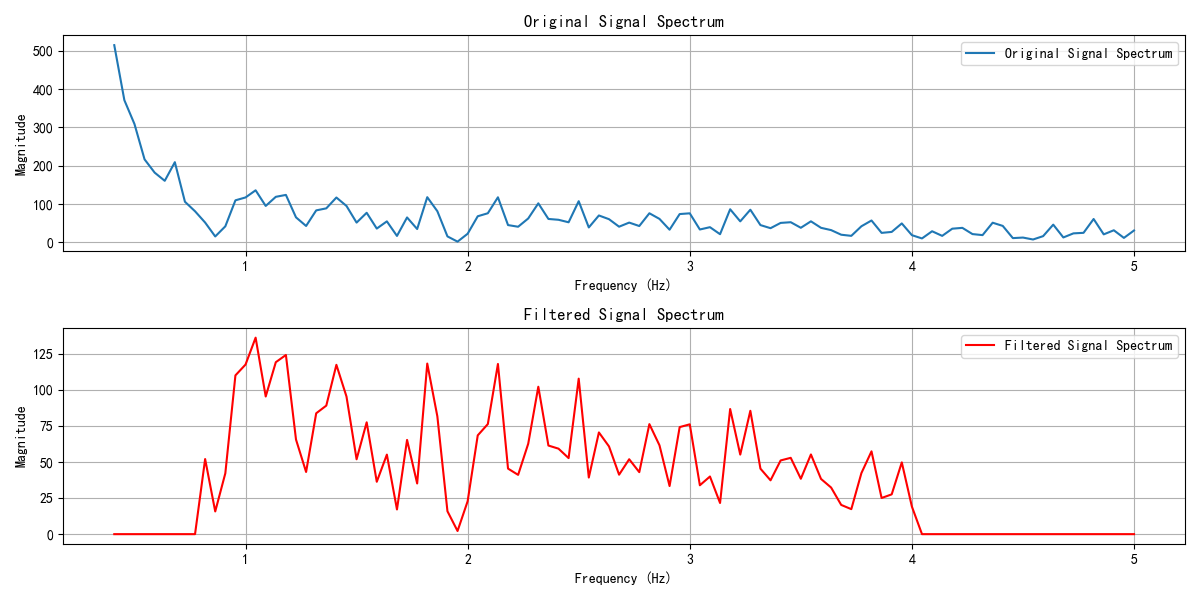 Original Signal Spectrum
Original Signal Spectrum
500
400
300
200
100
0
Magnitude
1 2 3 4 5
Frequency (Hz)
Filtered Signal Spectrum
Filtered Signal Spectrum
125
100
75
50
25
0
Magnitude
1 2 3 4 5
Frequency (Hz)